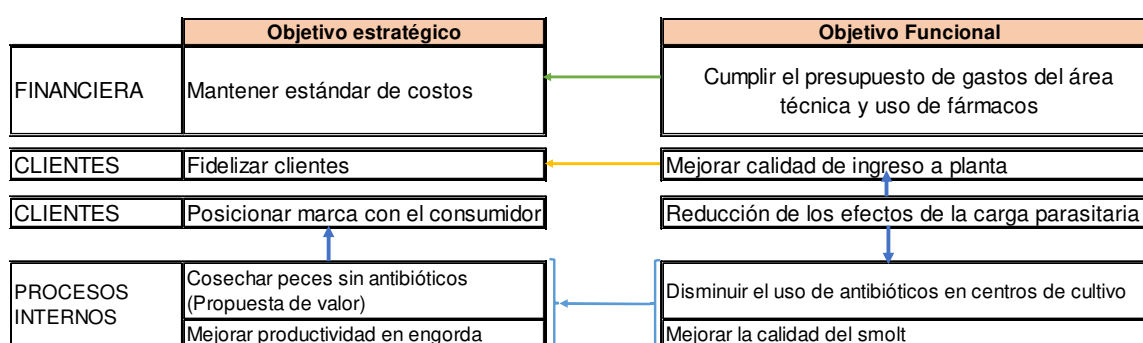 Objetivo estratégico
Objetivo Funcional
FINANCIERA
Mantener estándar de costos
Cumplir el presupuesto de gastos del área
técnica y uso de fármacos
CLIENTES
Fidelizar clientes
Mejorar calidad de ingreso a planta
CLIENTES
Posicionar marca con el consumidor
Reducción de los efectos de la carga parasitaria
PROCESOS
INTERNOS
Cosechar peces sin antibióticos
(Propuesta de valor)
Disminuir el uso de antibióticos en centros de cultivo
Mejorar productividad en engorda
Mejorar la calidad del smolt